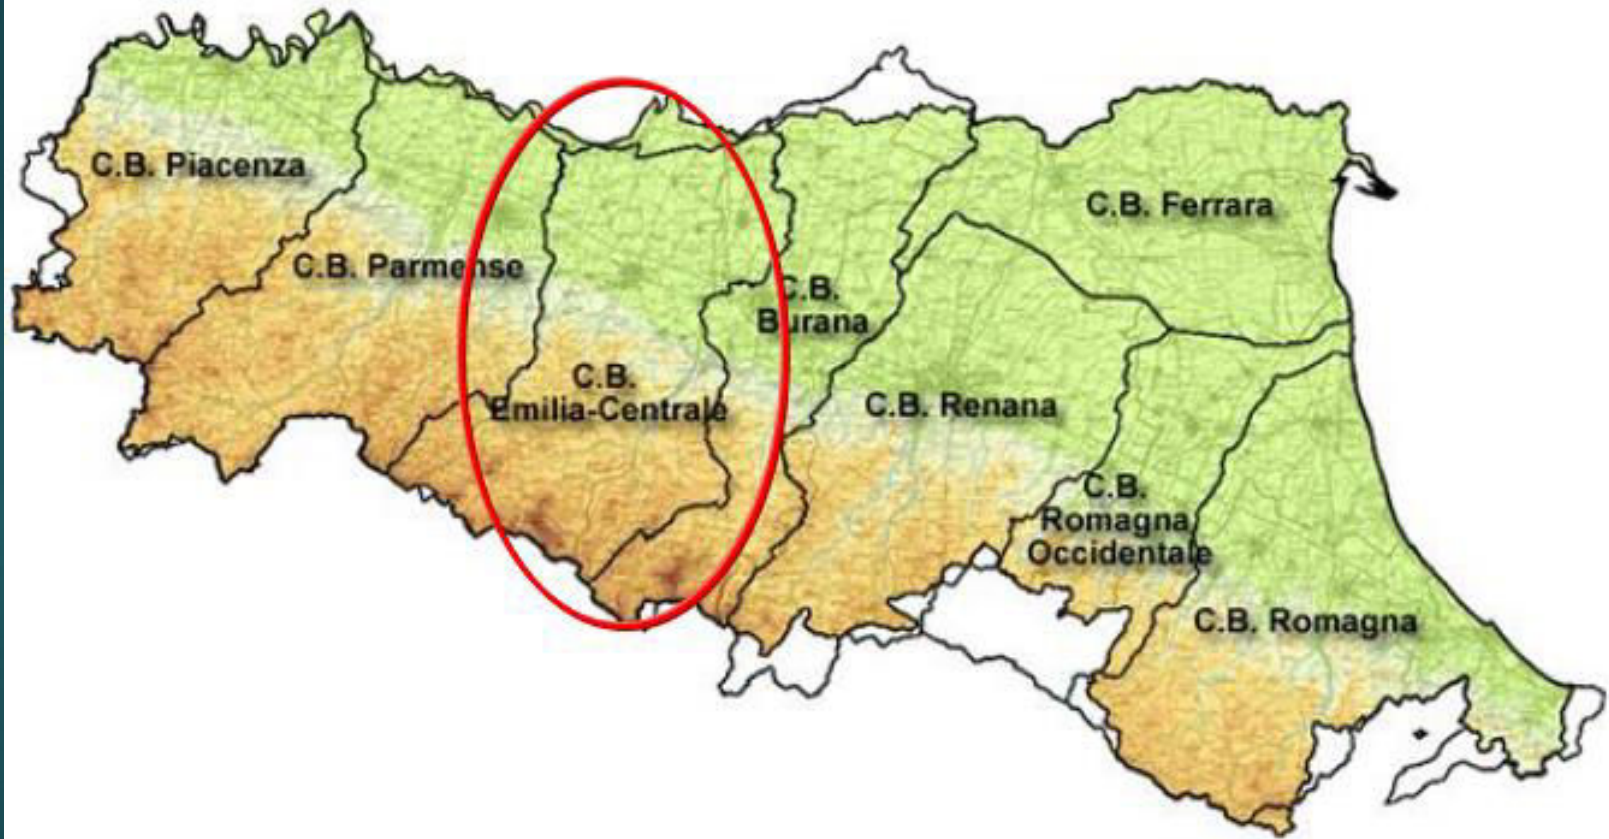 C.B. Piacenza
C.B. Parmense
C.B.
Emilia-Centrale
C.B.
Burana
C.B. Ferrara
C.B. Renana
C.B.
Romagna
Occidentale
C.B. Romagna